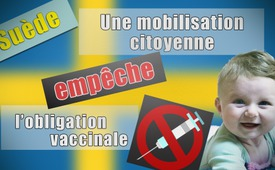 Suède
Une mobilisation
citoyenne
empêche
l'obligation
vaccinale